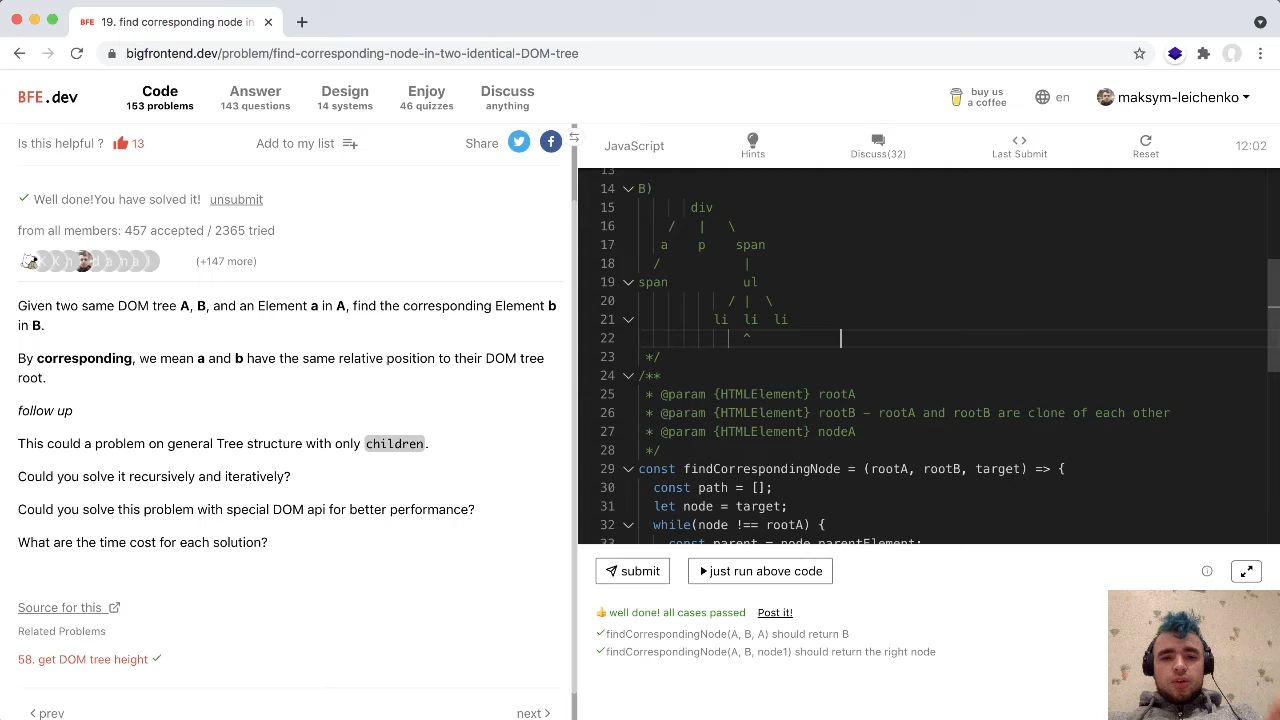 BFE 19. find corresponding node in
bigfrontend.dev/problem/find-corresponding-node-in-two-identical-DOM-tree
BFE.dev
Code
153 problems
Answer
143 questions
Design
14 systems
Enjoy
46 quizzes
Discuss
anything
buy us
a coffee
en
maksym-leichenko
Is this helpful ? 13
Add to my list
Share
Well done!You have solved it! unsubmit
from all members: 457 accepted / 2365 tried
(+147 more)
Given two same DOM tree A, B, and an Element a in A, find the corresponding Element b
in B.
By corresponding, we mean a and b have the same relative position to their DOM tree
root.
follow up
This could a problem on general Tree structure with only children.
Could you solve it recursively and iteratively?
Could you solve this problem with special DOM api for better performance?
What are the time cost for each solution?
Source for this
Related Problems
58. get DOM tree height
prev
next
JavaScript
Hints
Discuss(32)
Last Submit
Reset
12:02
13
14 B)
15 div
16 / | \
17 a p span
18 / |
19 span ul
20 / | \
21 li li li
22 ^
23 */
24 /**
25 * @param {HTMLElement} rootA
26 * @param {HTMLElement} rootB - rootA and rootB are clone of each other
27 * @param {HTMLElement} nodeA
28 */
29 const findCorrespondingNode = (rootA, rootB, target) => {
30 const path = [];
31 let node = target;
32 while(node !== rootA) {
33 const parent = node.parentElement;
submit
just run above code
well done! all cases passed Post it!
findCorrespondingNode(A, B, A) should return B
findCorrespondingNode(A, B, node1) should return the right node